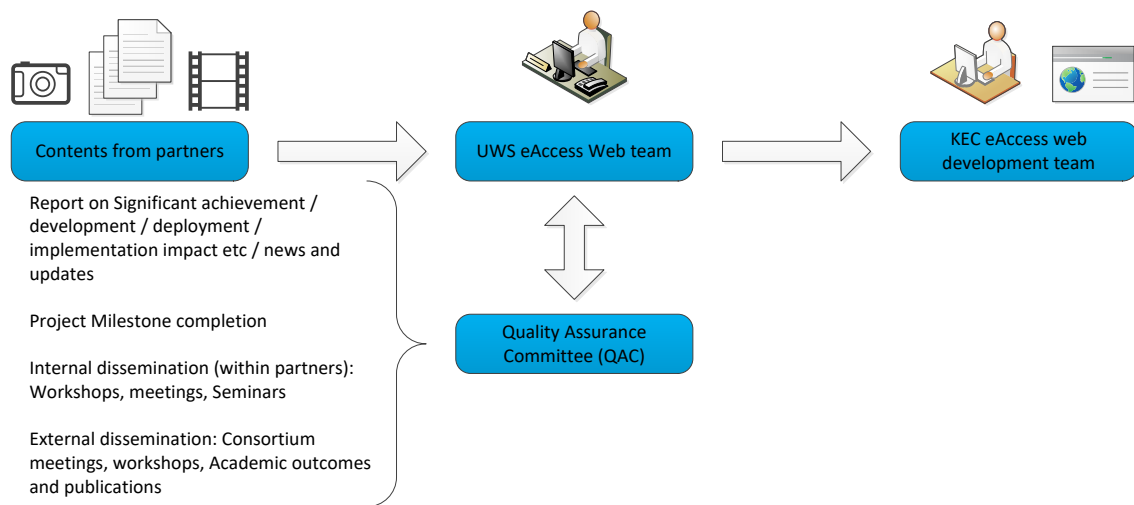 Contents from partners
UWS eAccess Web team
KEC eAccess web
development team
Report on Significant achievement /
development / deployment /
implementation impact etc / news and
updates
Project Milestone completion
Internal dissemination (within partners):
Workshops, meetings, Seminars
External dissemination: Consortium
meetings, workshops, Academic outcomes
and publications
Quality Assurance
Committee (QAC)